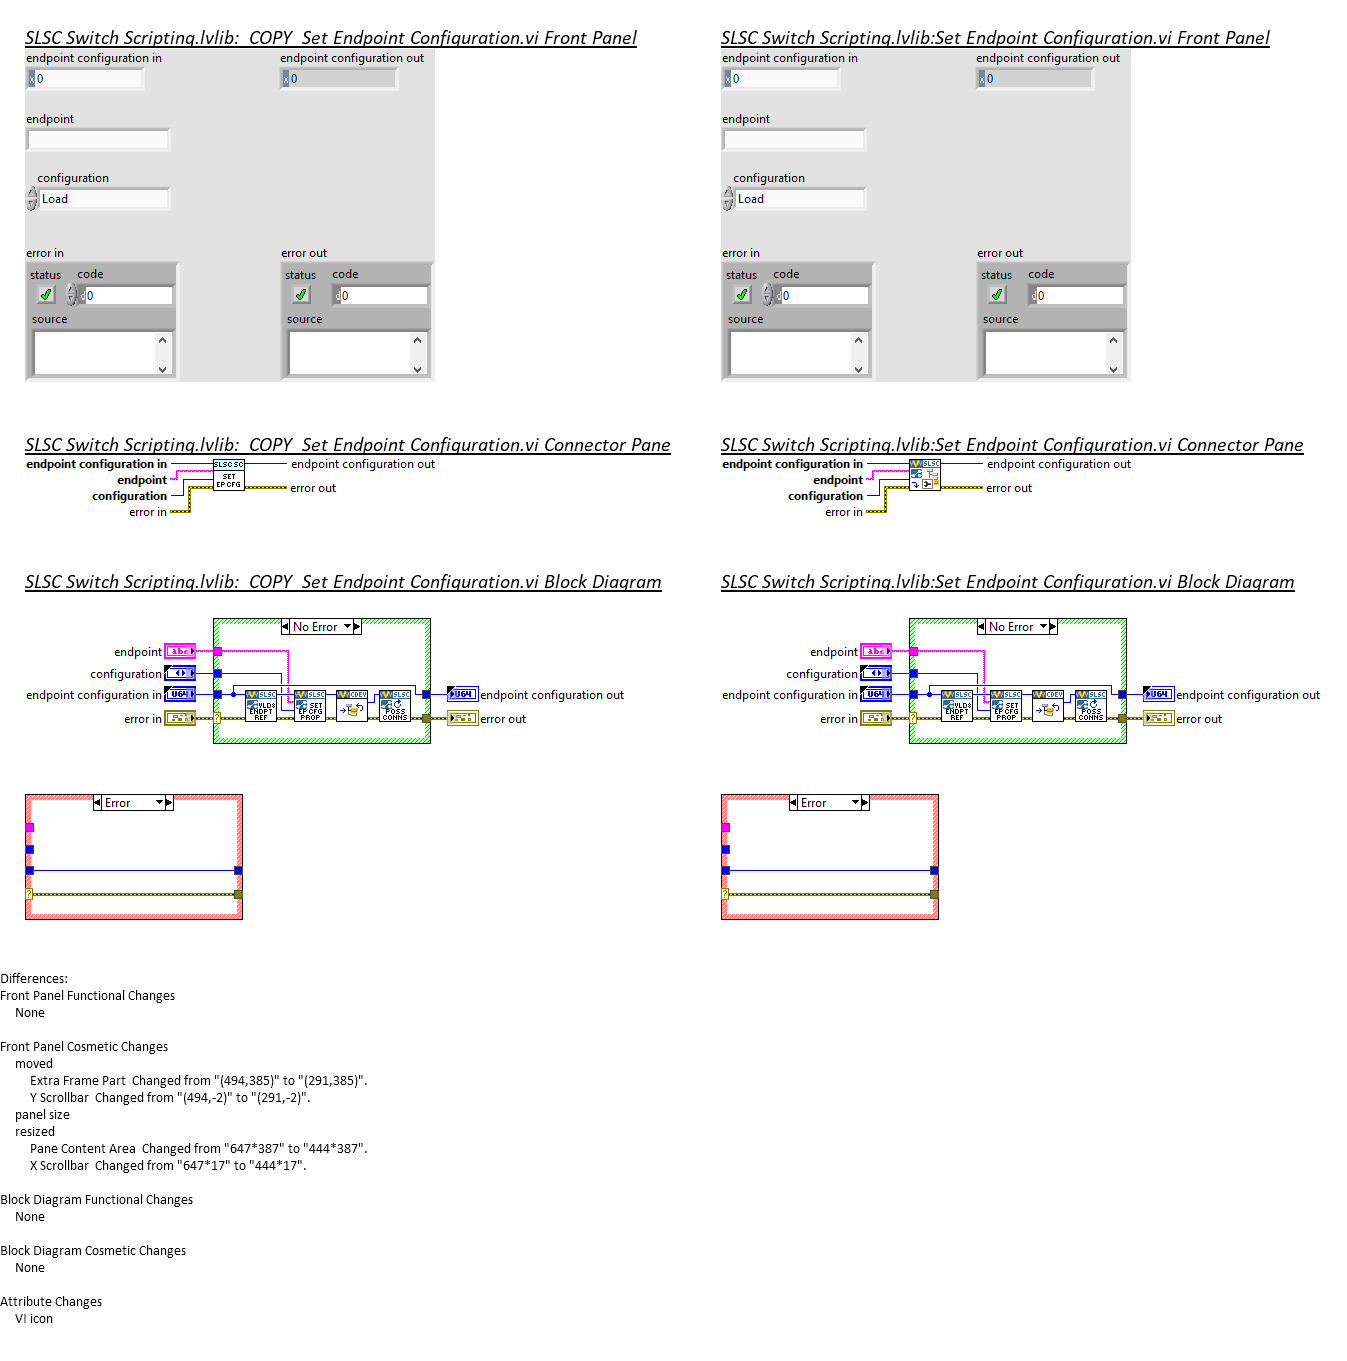 SLSC Switch Scripting.lvlib:  COPY  Set Endpoint Configuration.vi Front Panel
endpoint configuration in
endpoint configuration out
x 0
x 0
endpoint
configuration
Load
error in
error out
status
code
status
code
d 0
d 0
source
source
SLSC Switch Scripting.lvlib:Set Endpoint Configuration.vi Front Panel
endpoint configuration in
endpoint configuration out
x 0
x 0
endpoint
configuration
Load
error in
error out
status
code
status
code
d 0
d 0
source
source
SLSC Switch Scripting.lvlib:  COPY  Set Endpoint Configuration.vi Connector Pane
endpoint configuration in
endpoint
configuration
error in
SLSC SC
SET
EP CFG
endpoint configuration out
error out
SLSC Switch Scripting.lvlib:Set Endpoint Configuration.vi Connector Pane
endpoint configuration in
endpoint
configuration
error in
SLSC
endpoint configuration out
error out
SLSC Switch Scripting.lvlib:  COPY  Set Endpoint Configuration.vi Block Diagram
No Error
endpoint
abc
configuration
endpoint configuration in
U64
error in
?
SLSC
VLD8
ENDPT
REF
SLSC
SET
EP CFG
PROP
CDEV
SLSC
POSS
CONNS
U64
endpoint configuration out
error out
Error
?
SLSC Switch Scripting.lvlib:Set Endpoint Configuration.vi Block Diagram
No Error
endpoint
abc
configuration
endpoint configuration in
U64
error in
?
SLSC
VLD8
ENDPT
REF
SLSC
SET
EP CFG
PROP
CDEV
SLSC
POSS
CONNS
U64
endpoint configuration out
error out
Error
?
Differences:
Front Panel Functional Changes
None
Front Panel Cosmetic Changes
moved
Extra Frame Part  Changed from "(494,385)" to "(291,385)".
Y Scrollbar  Changed from "(494,-2)" to "(291,-2)".
panel size
resized
Pane Content Area  Changed from "647*387" to "444*387".
X Scrollbar  Changed from "647*17" to "444*17".
Block Diagram Functional Changes
None
Block Diagram Cosmetic Changes
None
Attribute Changes
VI icon